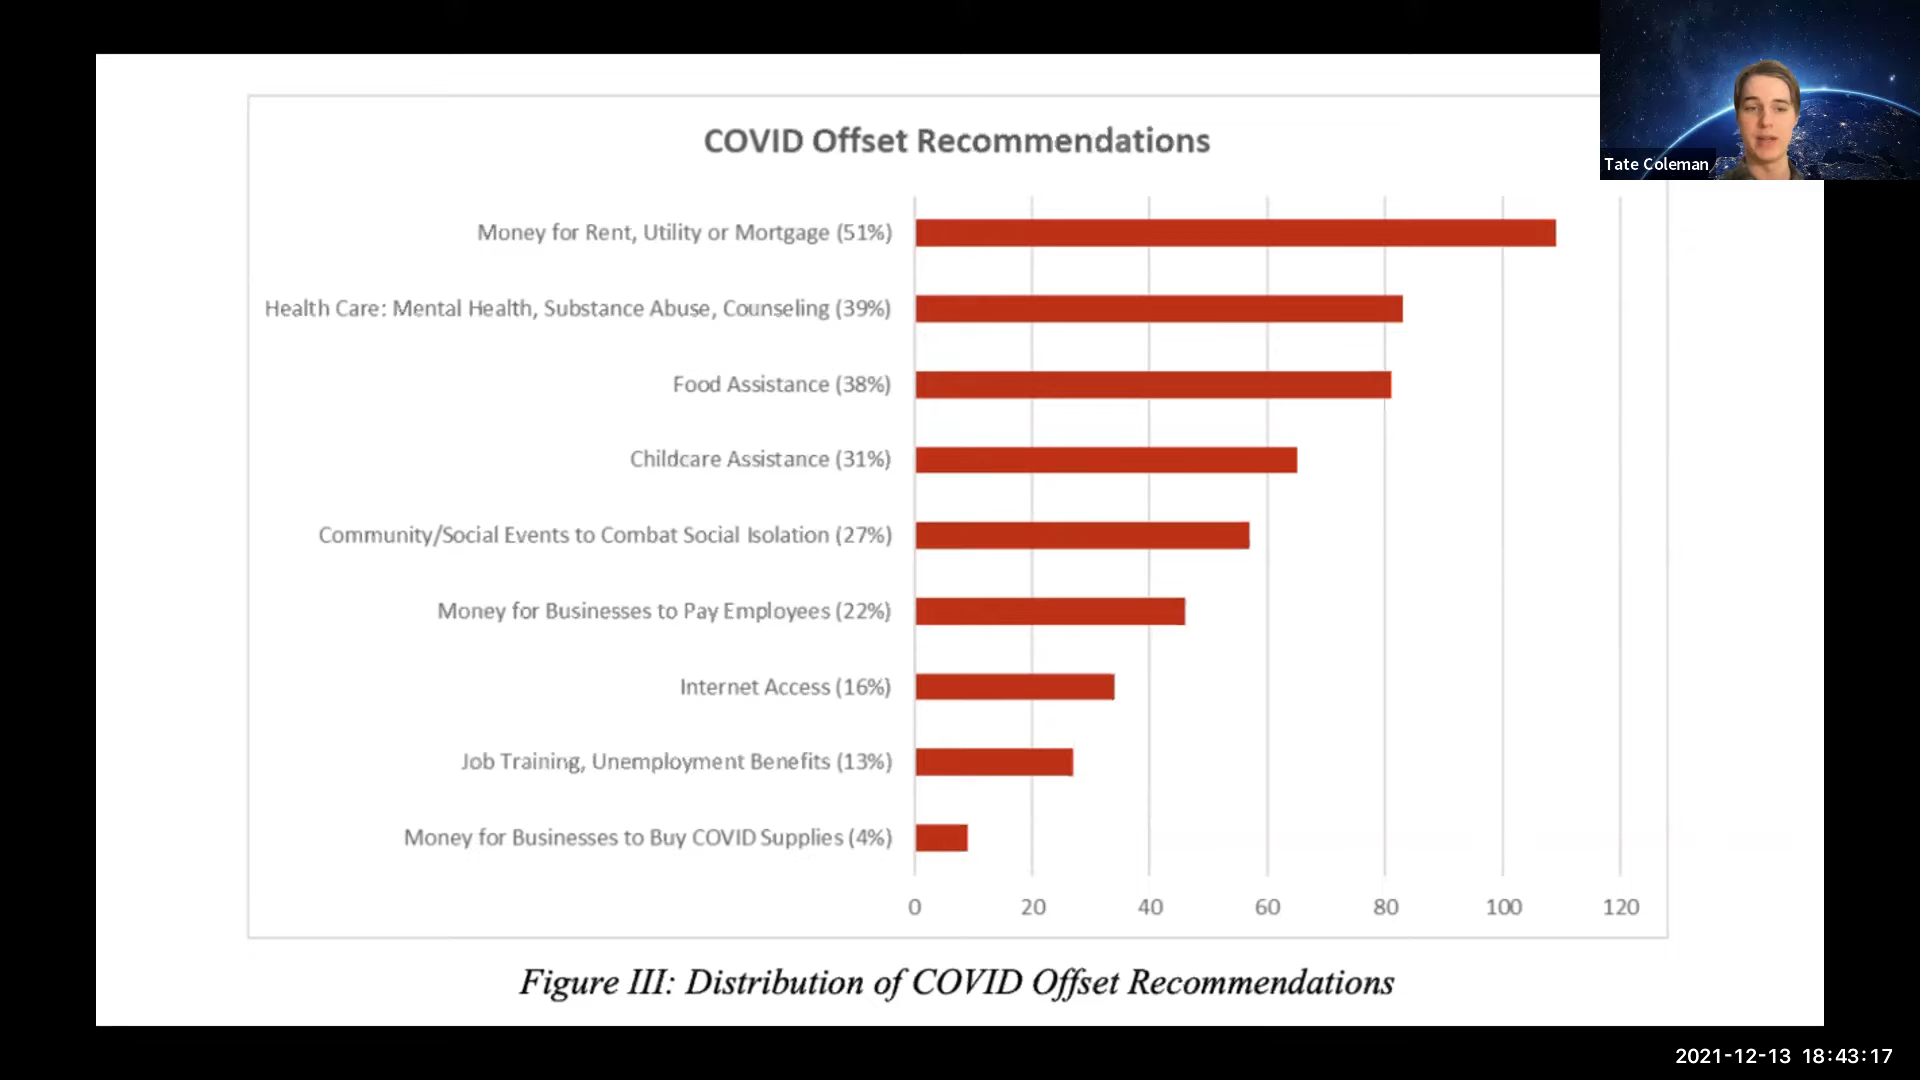 COVID Offset Recommendations
Tate Coleman
Money for Rent, Utility or Mortgage (51%)
Health Care: Mental Health, Substance Abuse, Counseling (39%)
Food Assistance (38%)
Childcare Assistance (31%)
Community/Social Events to Combat Social Isolation (27%)
Money for Businesses to Pay Employees (22%)
Internet Access (16%)
Job Training, Unemployment Benefits (13%)
Money for Businesses to Buy COVID Supplies (4%)
0 20 40 60 80 100 120
Figure III: Distribution of COVID Offset Recommendations
2021-12-13 18:43:17